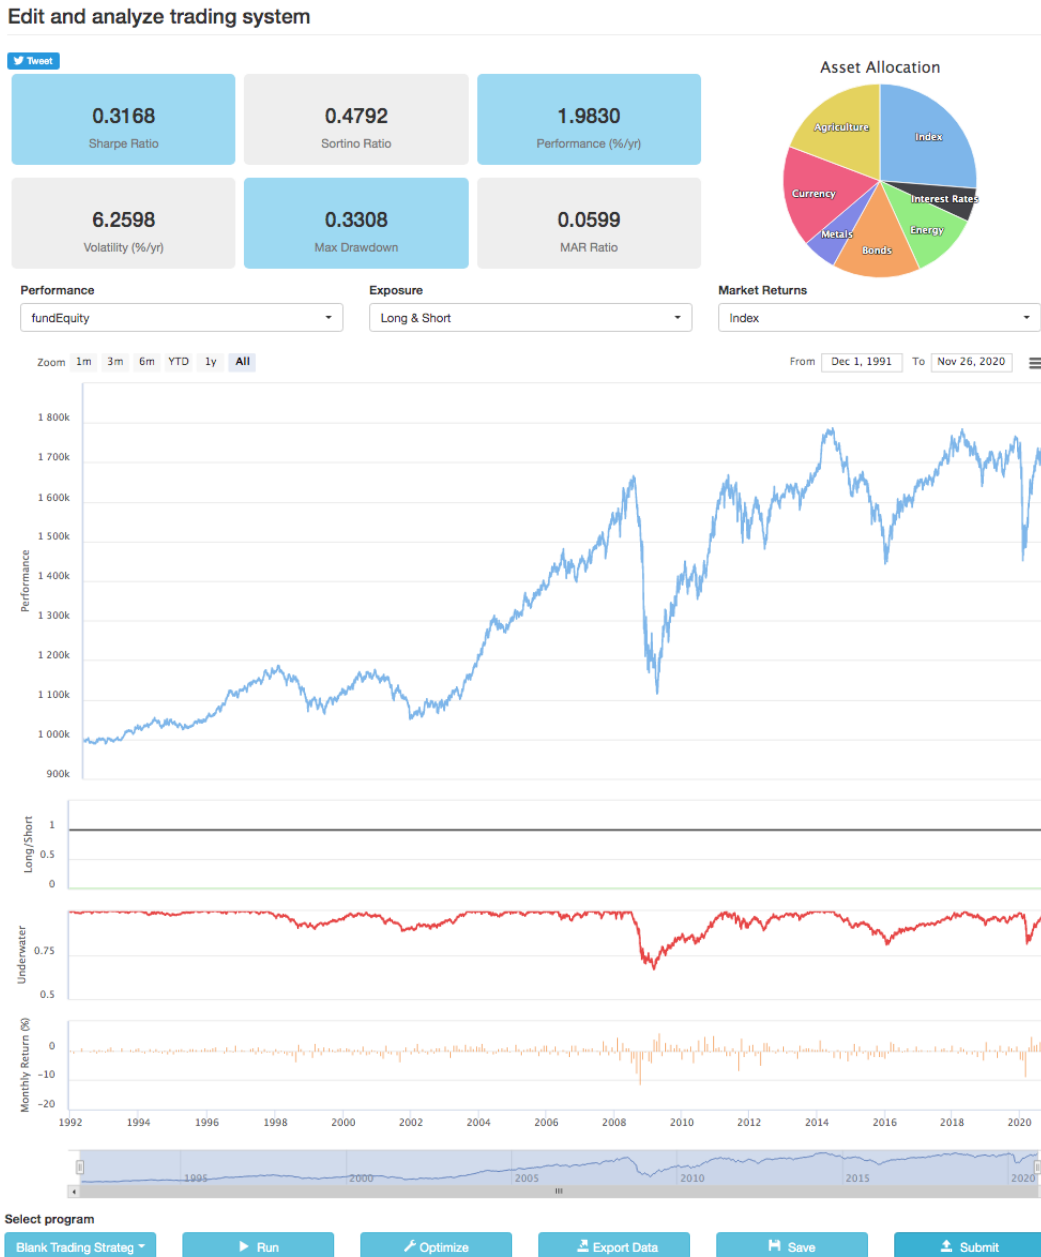 Edit and analyze trading system
Tweet
0.3168
Sharpe Ratio
0.4792
Sortino Ratio
1.9830
Performance (%/yr)
6.2598
Volatility (%/yr)
0.3308
Max Drawdown
0.0599
MAR Ratio
Asset Allocation
Agriculture
Index
Currency
Interest Rates
Metals
Energy
Bonds
Performance
fundEquity
Exposure
Long & Short
Market Returns
Index
Zoom 1m 3m 6m YTD 1y All
From Dec 1, 1991 To Nov 26, 2020
Performance
1 800k
1 700k
1 600k
1 500k
1 400k
1 300k
1 200k
1 100k
1 000k
900k
Long/Short
1
0.5
0
Underwater
0.75
0.5
Monthly Return (%)
0
-10
-20
1992 1994 1996 1998 2000 2002 2004 2006 2008 2010 2012 2014 2016 2018 2020
1995 2000 2005 2010 2015 2020
Select program
Blank Trading Strateg
Run
Optimize
Export Data
Save
Submit